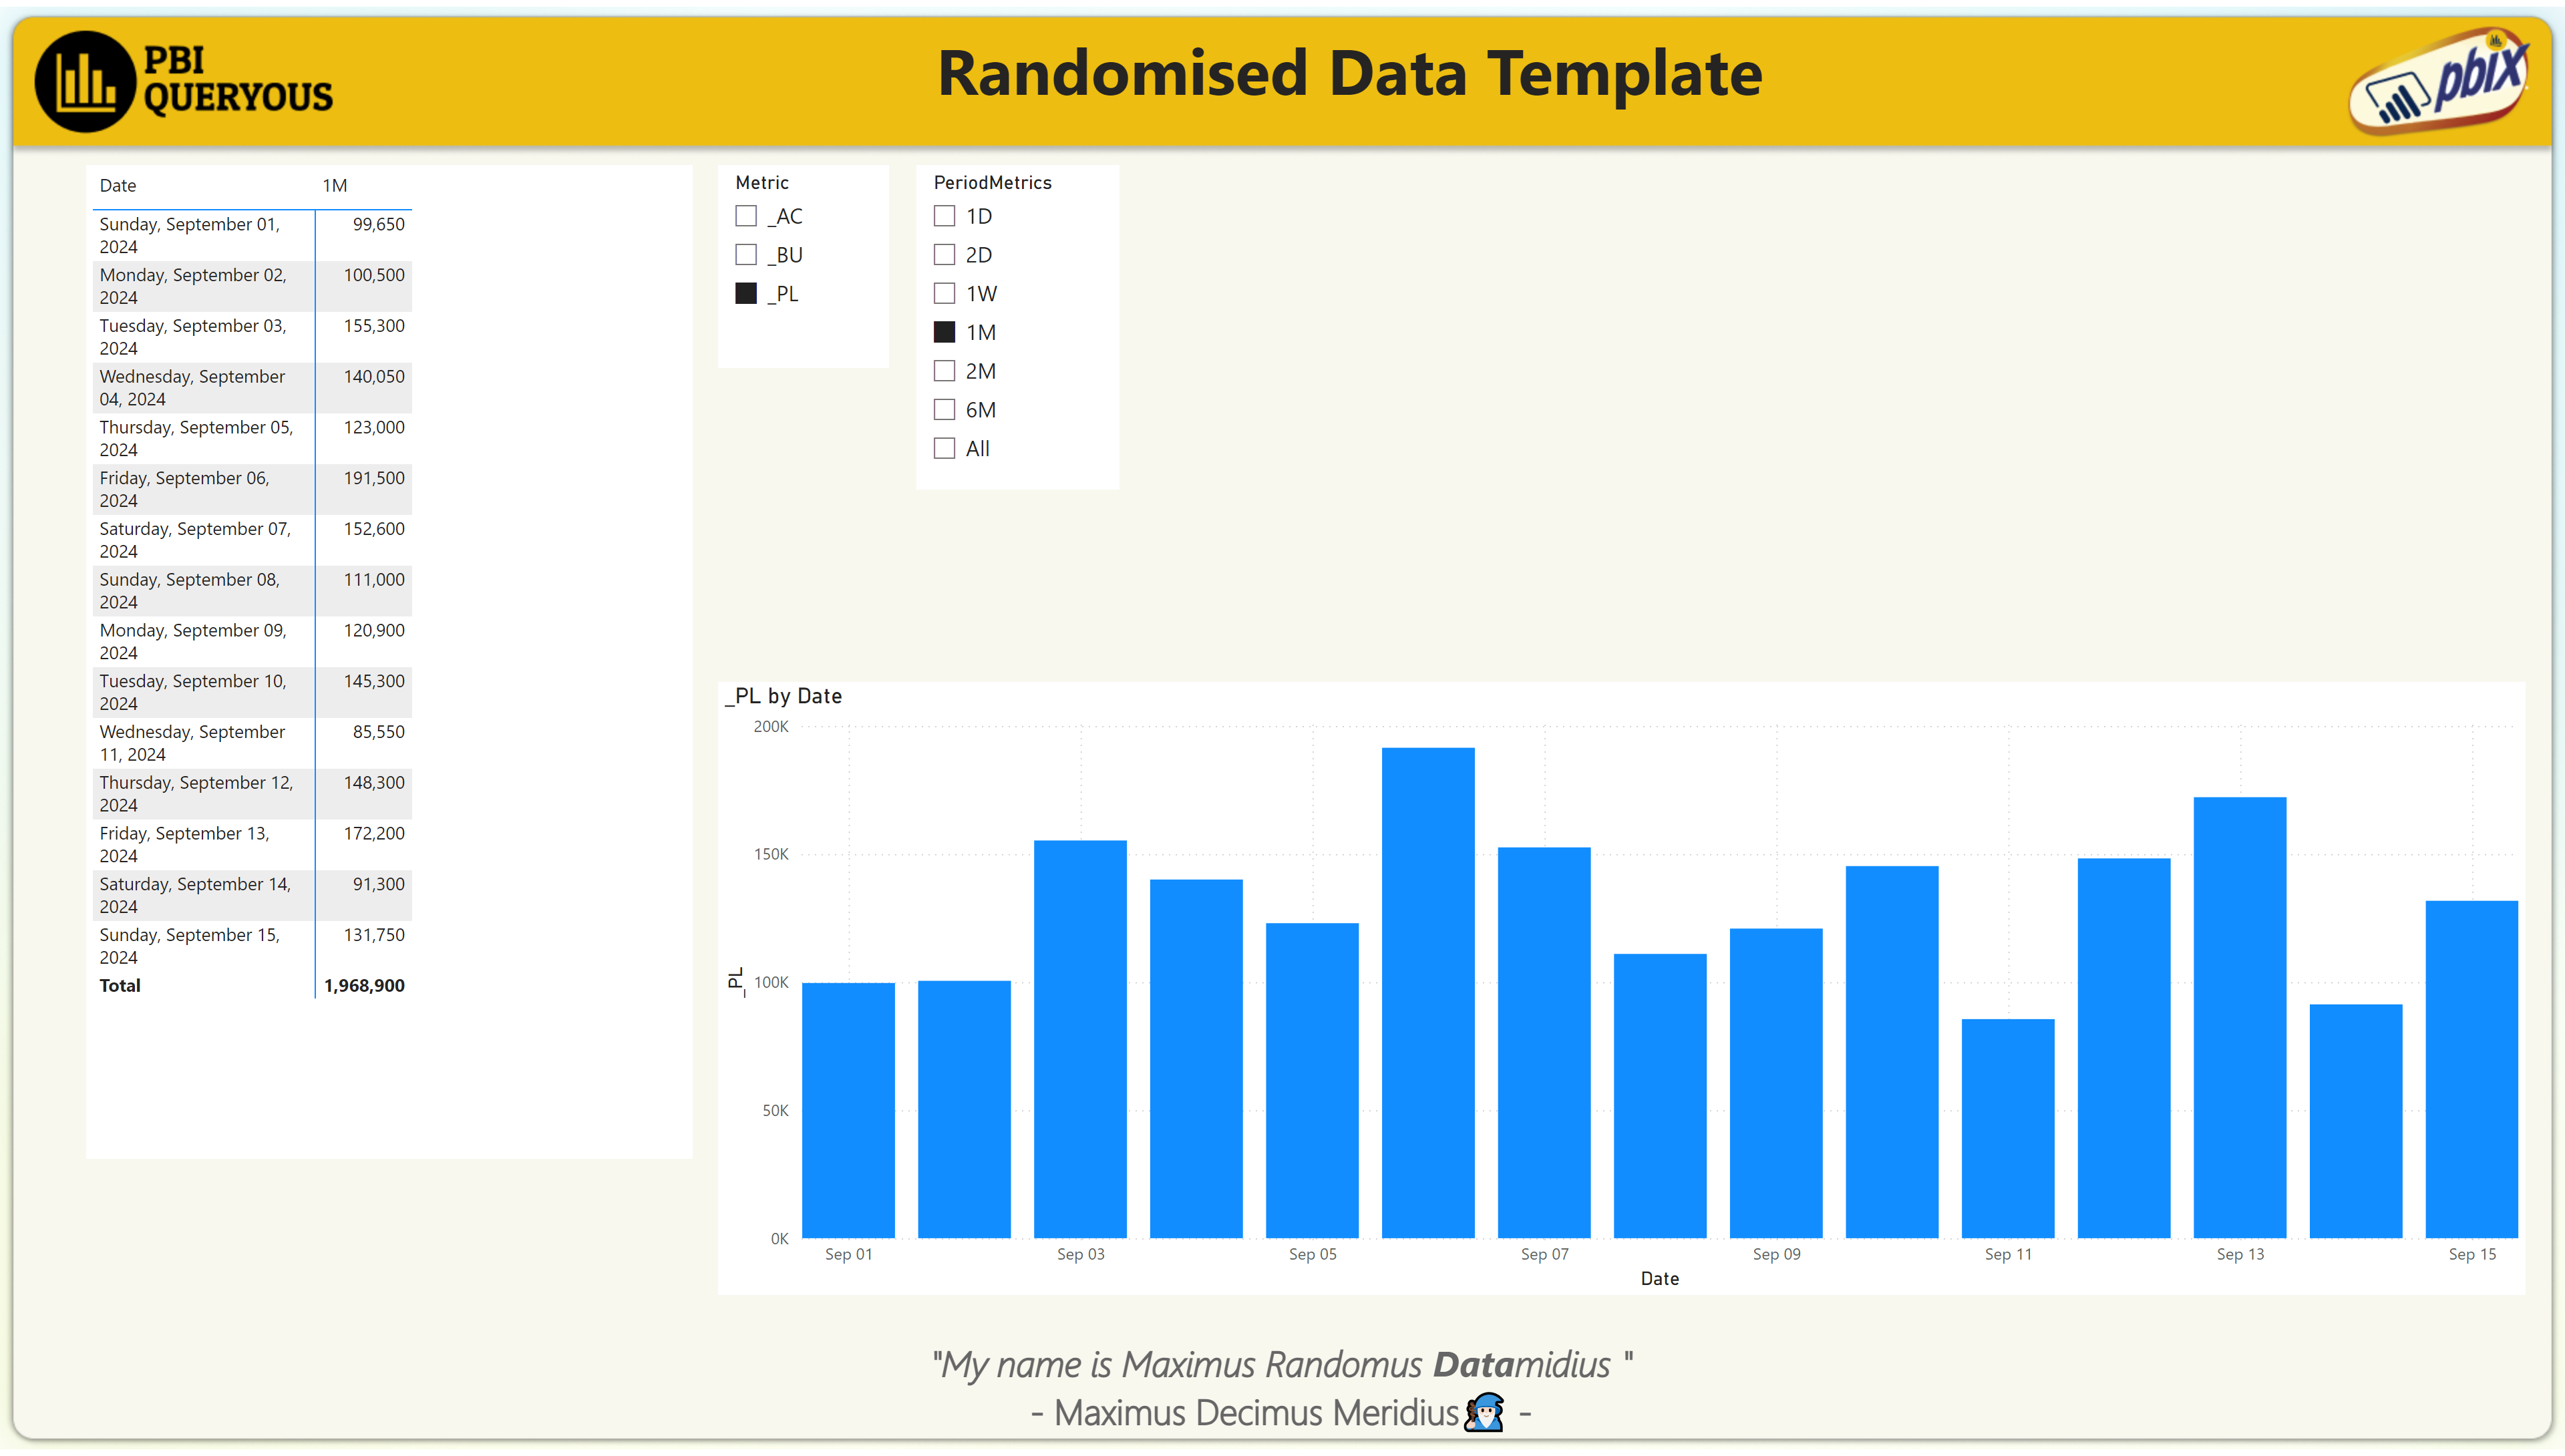 PBI
QUERYOUS
Randomised Data Template
pbix
Date 1M
Sunday, September 01, 99,650
2024
Monday, September 02, 100,500
2024
Tuesday, September 03, 155,300
2024
Wednesday, September 140,050
04, 2024
Thursday, September 05, 123,000
2024
Friday, September 06, 191,500
2024
Saturday, September 07, 152,600
2024
Sunday, September 08, 111,000
2024
Monday, September 09, 120,900
2024
Tuesday, September 10, 145,300
2024
Wednesday, September 85,550
11, 2024
Thursday, September 12, 148,300
2024
Friday, September 13, 172,200
2024
Saturday, September 14, 91,300
2024
Sunday, September 15, 131,750
2024
Total 1,968,900
Metric
_AC
_BU
_PL
PeriodMetrics
1D
2D
1W
1M
2M
6M
All
_PL by Date
200K
150K
100K
50K
0K
_PL
Sep 01 Sep 03 Sep 05 Sep 07 Sep 09 Sep 11 Sep 13 Sep 15
Date
"My name is Maximus Randomus Datamidius "
- Maximus Decimus Meridius🧙‍♂️ -